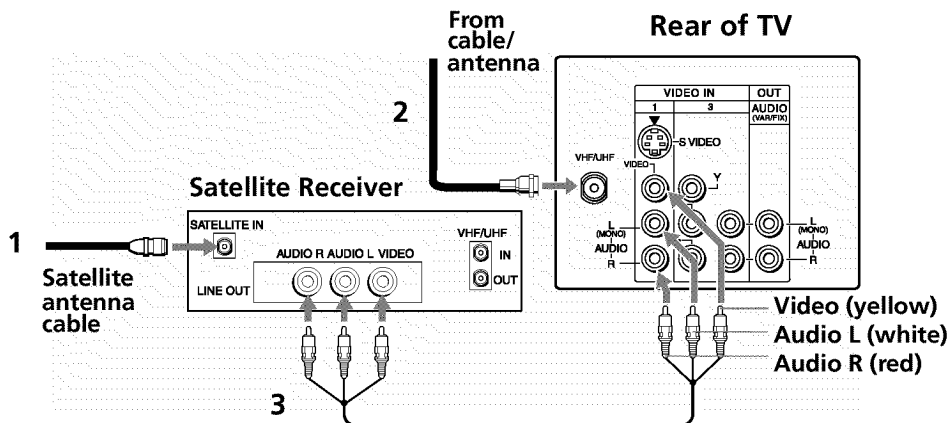 From
cable/
antenna
Rear of TV
2
VIDEO IN
OUT
1
3
AUDIO
(VAR/FIX)
S VIDEO
VHF/UHF
VIDEO
Y
L
(MONO)
AUDIO
R
L
(MONO)
AUDIO
R
Satellite Receiver
1
SATELLITE IN
VHF/UHF
AUDIO R AUDIO L VIDEO
IN
OUT
LINE OUT
Satellite
antenna
cable
Video (yellow)
Audio L (white)
Audio R (red)
3